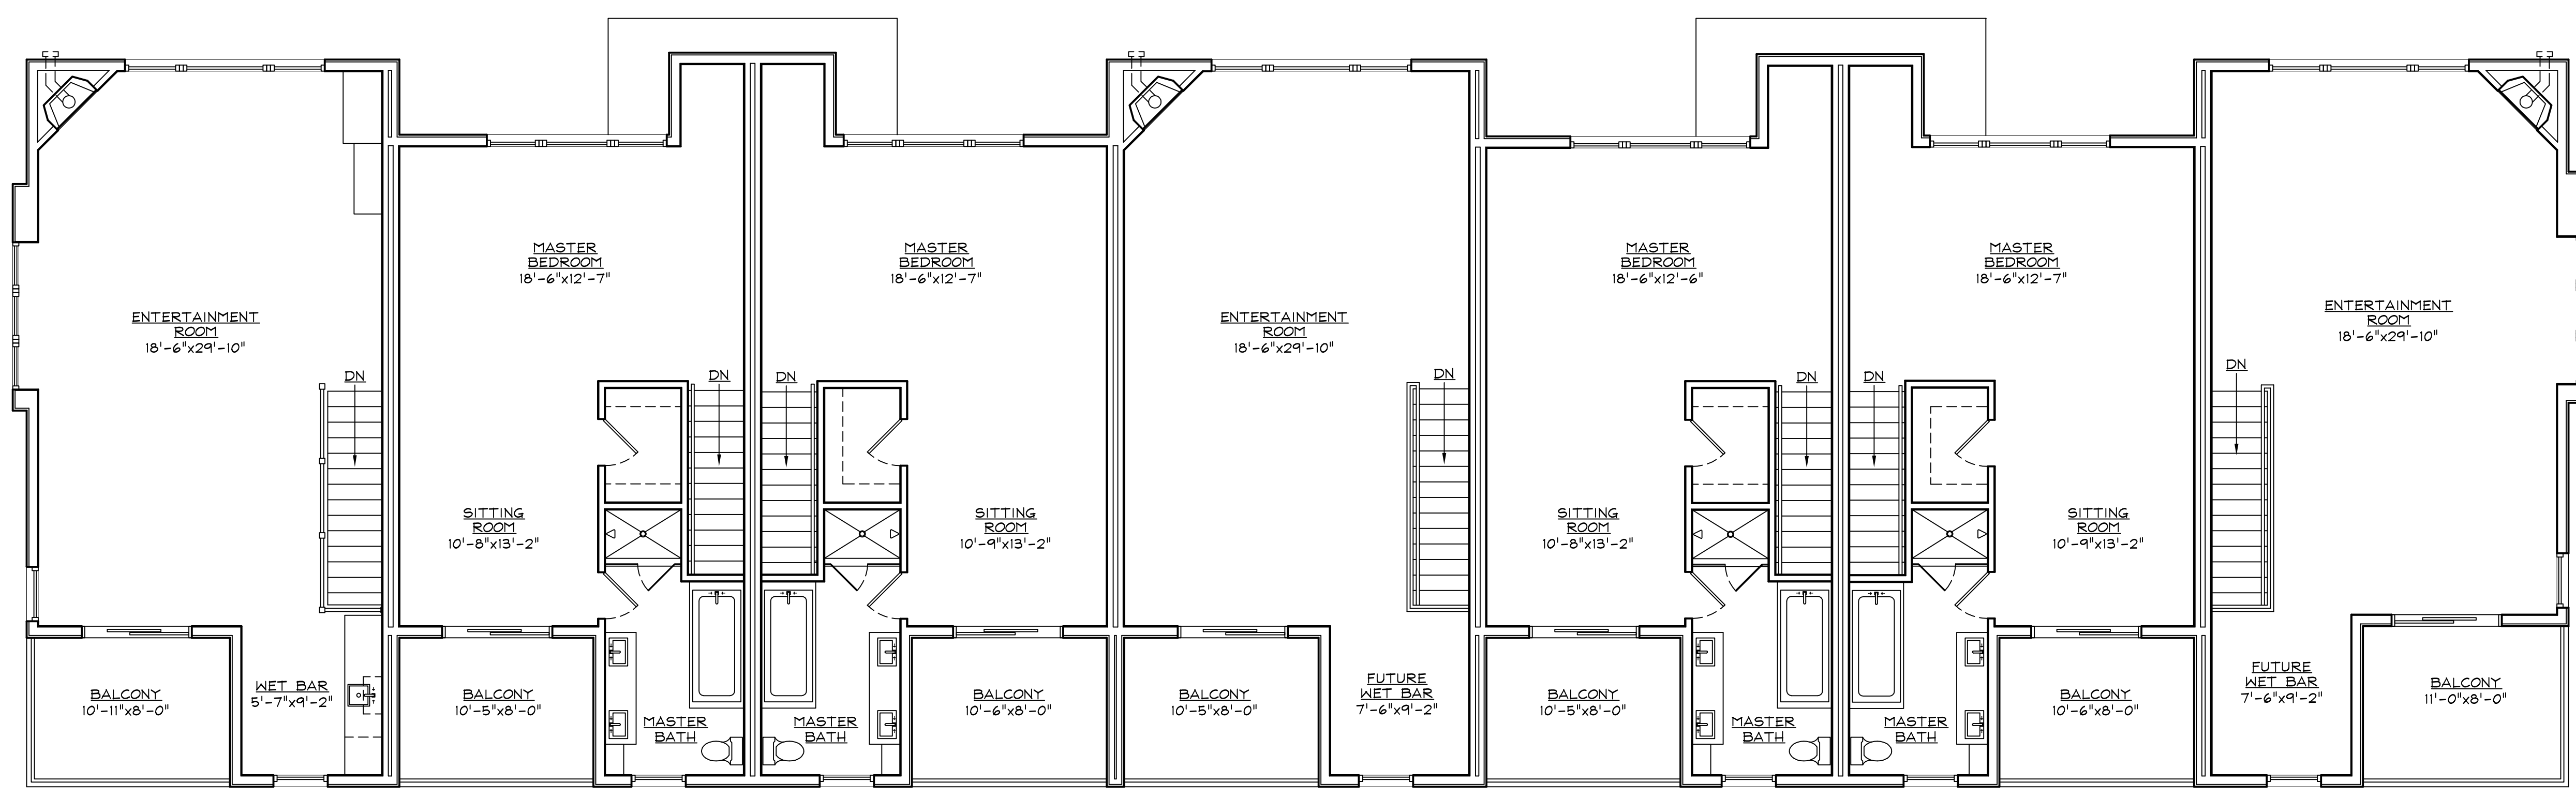 MASTER
BEDROOM
18'-6"x12'-7"
MASTER
BEDROOM
18'-6"x12'-7"
MASTER
BEDROOM
18'-6"x12'-6"
MASTER
BEDROOM
18'-6"x12'-7"
ENTERTAINMENT
ROOM
18'-6"x29'-10"
ENTERTAINMENT
ROOM
18'-6"x29'-10"
ENTERTAINMENT
ROOM
18'-6"x29'-10"
DN
DN
DN
DN
DN
DN
DN
SITTING
ROOM
10'-8"x13'-2"
SITTING
ROOM
10'-9"x13'-2"
SITTING
ROOM
10'-8"x13'-2"
SITTING
ROOM
10'-9"x13'-2"
BALCONY
10'-11"x8'-0"
WET BAR
5'-7"x9'-2"
BALCONY
10'-5"x8'-0"
MASTER
BATH
MASTER
BATH
BALCONY
10'-6"x8'-0"
BALCONY
10'-5"x8'-0"
FUTURE
WET BAR
7'-6"x9'-2"
BALCONY
10'-5"x8'-0"
MASTER
BATH
MASTER
BATH
BALCONY
10'-6"x8'-0"
FUTURE
WET BAR
7'-6"x9'-2"
BALCONY
11'-0"x8'-0"